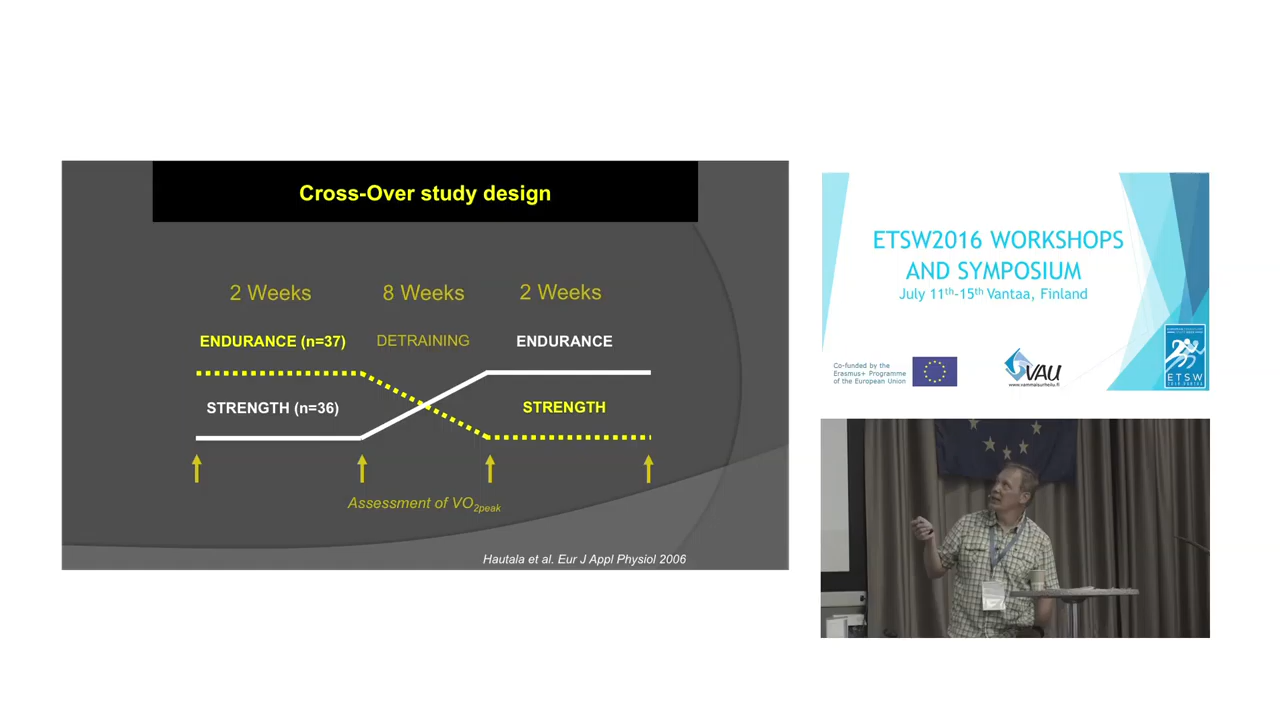 Cross-Over study design
2 Weeks 8 Weeks 2 Weeks
ENDURANCE (n=37) DETRAINING ENDURANCE
STRENGTH (n=36) STRENGTH
Assessment of VO2peak
Hautala et al. Eur J Appl Physiol 2006
ETSW2016 WORKSHOPS
AND SYMPOSIUM
July 11th-15th Vantaa, Finland
Co-funded by the
Erasmus+ Programme
of the European Union
VAU
www.vammaisurheilu.fi
ETSW